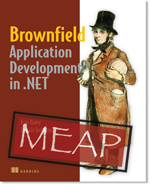 Brownfield
Application
Development
in .NET
MEAP
MANNING